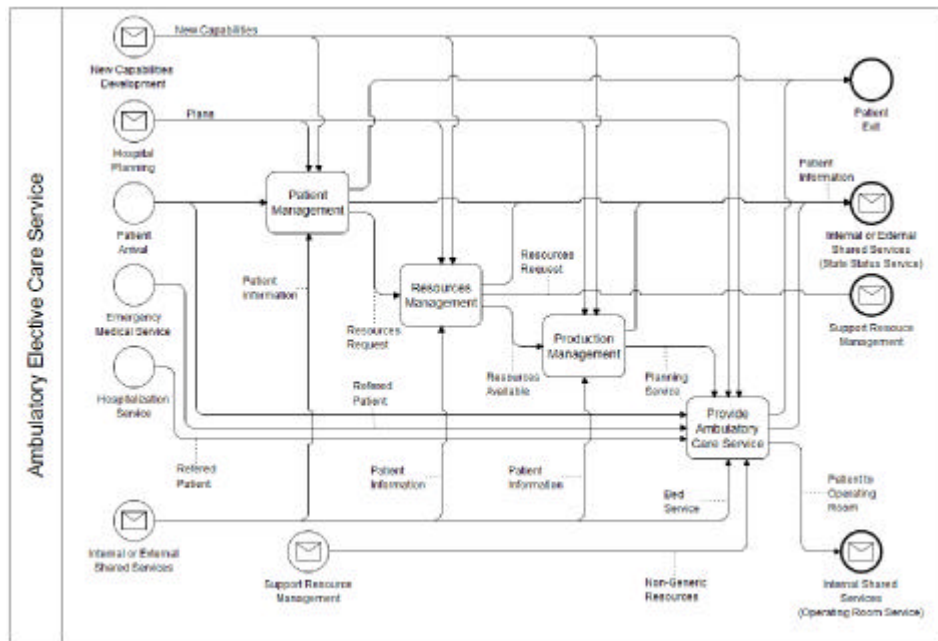 Ambulatory Elective Care Service
New Capabilities
New Capabilities
Development
Plans
Hospital
Planning
Patient
Exit
Patient
Management
Patient
Information
Patient
Arrival
Internal or External
Shared Services
(State Status Service)
Patient
Information
Resources
Management
Resources
Request
Emergency
Medical Service
Resources
Request
Production
Management
Support Resouce
Management
Resources
Available
Planning
Service
Refered
Patient
Hospitalization
Service
Provide
Ambulatory
Care Service
Refered
Patient
Patient
Information
Patient
Information
Bed
Service
Patient to
Operating
Room
Internal or External
Shared Services
Support Resource
Management
Non-Generic
Resources
Internal Shared
Services
(Operating Room Service)